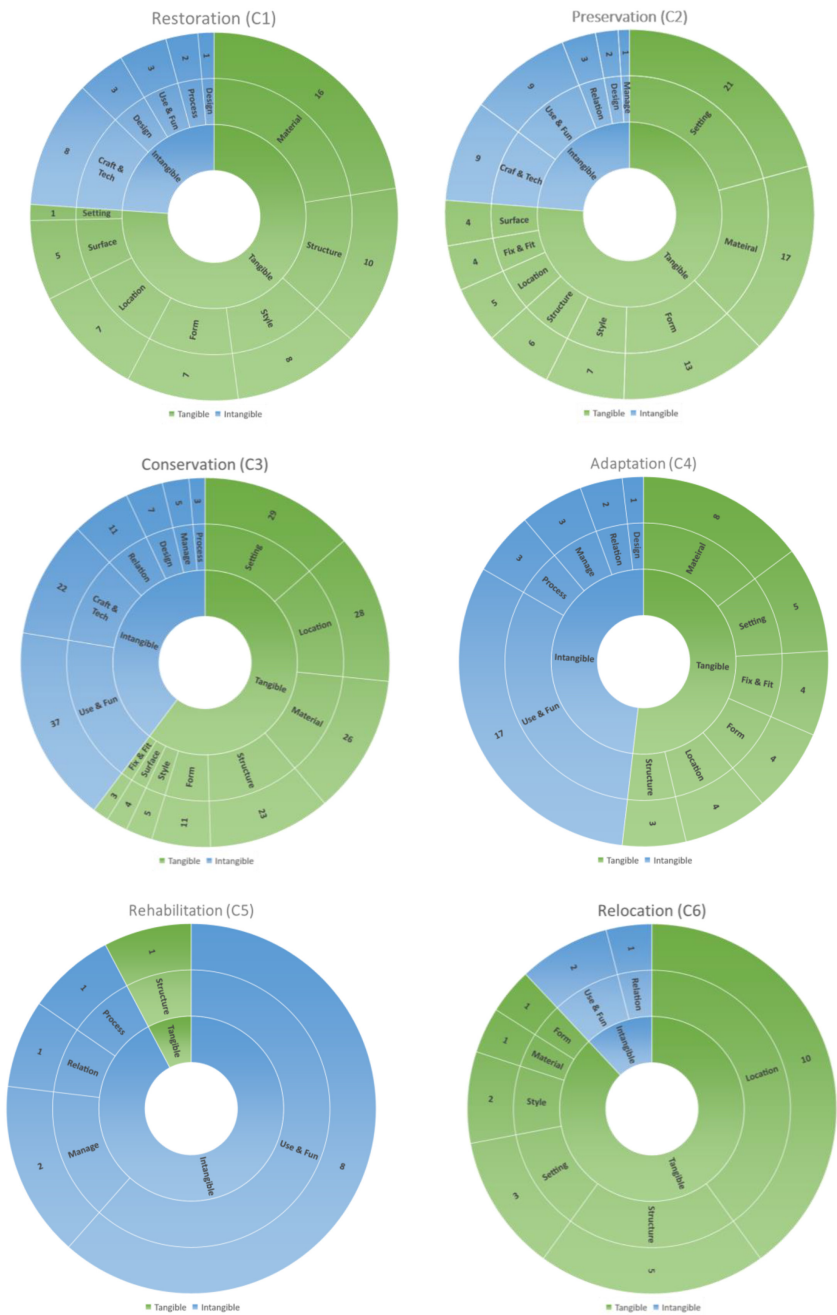 Restoration (C1)
16
Material
10
Structure
8
Style
7
Form
7
Location
5
Surface
1
Setting
Tangible
8
Craft &
Tech
3
Design
3
Use & Fun
2
Process
1
Design
Intangible
Tangible Intangible
Preservation (C2)
21
Setting
17
Mateiral
13
Form
7
Style
6
Structure
5
Location
4
Fix & Fit
4
Surface
Tangible
9
Craf & Tech
9
Use & Fun
3
Relation
2
Design
1
Manage
Intangible
Tangible Intangible
Conservation (C3)
29
Setting
28
Location
26
Material
23
Structure
11
Form
5
Style
4
Surface
3
Fix & Fit
Tangible
37
Use & Fun
22
Craft &
Tech
11
Relation
7
Design
5
Manage
3
Process
Intangible
Tangible Intangible
Adaptation (C4)
8
Mateiral
5
Setting
4
Fix & Fit
4
Form
4
Location
3
Structure
Tangible
17
Use & Fun
3
Process
3
Manage
2
Relation
1
Design
Intangible
Tangible Intangible
Rehabilitation (C5)
8
Use & Fun
2
Manage
1
Relation
1
Process
Intangible
1
Structure
Tangible
Tangible Intangible
Relocation (C6)
10
Location
5
Structure
3
Setting
2
Style
1
Material
1
Form
Tangible
2
Use & Fun
1
Relation
Intangible
Tangible Intangible